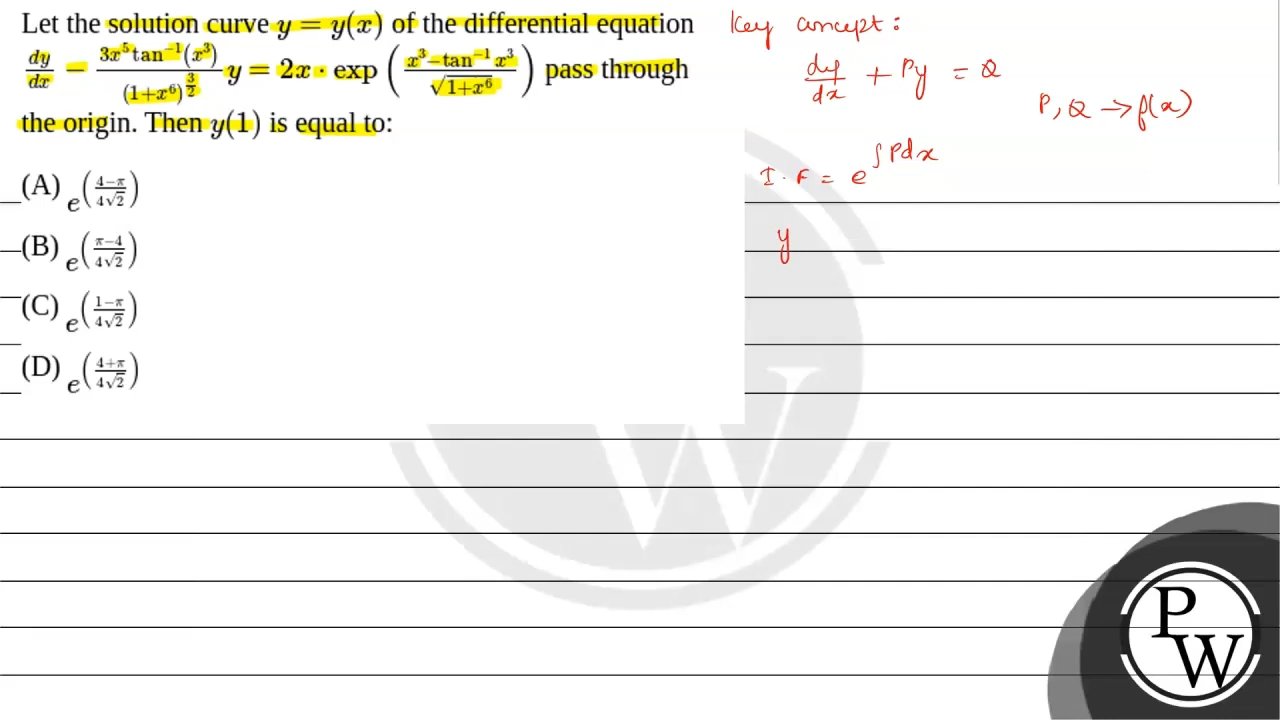 Let the solution curve y = y(x) of the differential equation
dy/dx − (3x⁵ tan⁻¹(x³))/((1+x⁶)^(3/2)) y = 2x · exp((x³−tan⁻¹ x³)/√(1+x⁶)) pass through
the origin. Then y(1) is equal to:
(A) e^((4−π)/(4√2))
(B) e^((π−4)/(4√2))
(C) e^((1−π)/(4√2))
(D) e^((4+π)/(4√2))
Key concept:
dy/dx + Py = Q
P, Q → f(x)
I.F = e^(∫Pdx)
y
PW